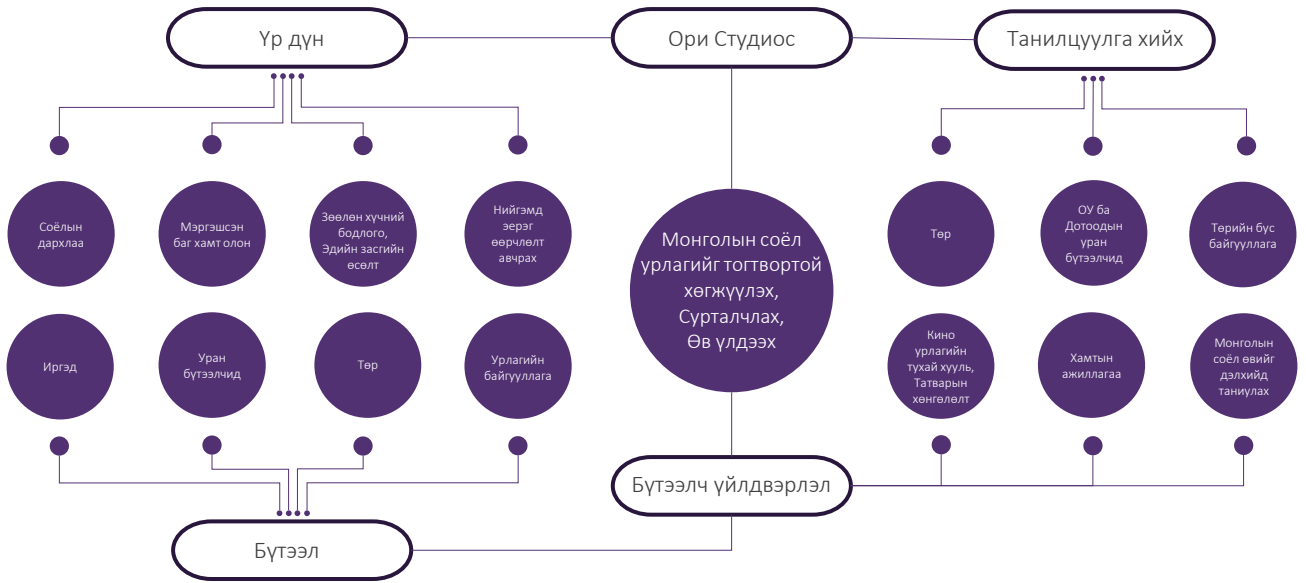 Үр дүн
Ори Студиос
Танилцуулга хийх
Соёлын
дархлаа
Мэргэшсэн
баг хамт олон
Зөөлөн хүчний
бодлого,
Эдийн засгийн
өсөлт
Нийгэмд
эерэг
өөрчлөлт
авчрах
Монголын соёл
урлагийг тогтвортой
хөгжүүлэх,
Сурталчлах,
Өв үлдээх
Төр
ОУ ба
Дотоодын
уран
бүтээлчид
Төрийн бус
байгууллага
Иргэд
Уран
бүтээлчид
Төр
Урлагийн
байгууллага
Кино
урлагийн
тухай хууль,
Татварын
хөнгөлөлт
Хамтын
ажиллагаа
Монголын
соёл өвийг
дэлхийд
таниулах
Бүтээлч үйлдвэрлэл
Бүтээл